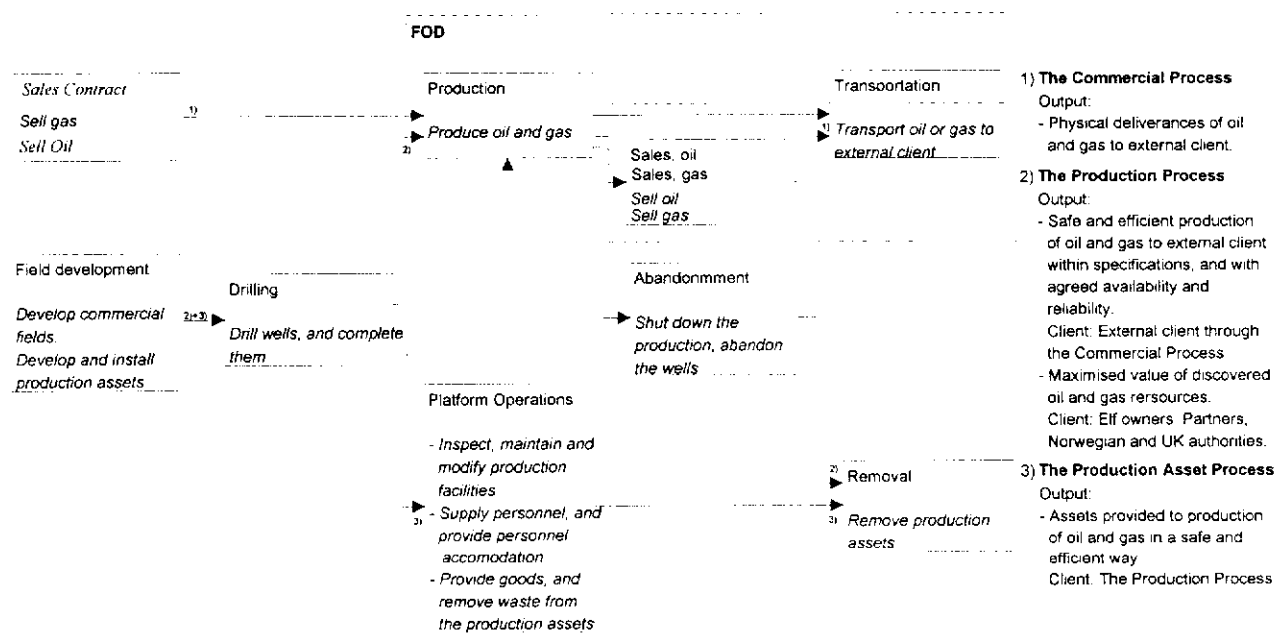 FOD
Sales Contract
Sell gas
Sell Oil
1)
2)
Production
Produce oil and gas
Sales, oil
Sales, gas
Sell oil
Sell gas
Transportation
1)
Transport oil or gas to
external client
Field development
Develop commercial
fields.
Develop and install
production assets
2)+3)
Drilling
Drill wells, and complete
them
Abandonmment
Shut down the
production, abandon
the wells
Platform Operations
- Inspect, maintain and
modify production
facilities
- Supply personnel, and
provide personnel
accomodation
- Provide goods, and
remove waste from
the production assets
3)
2)
Removal
3)
Remove production
assets
1) The Commercial Process
Output:
- Physical deliverances of oil
and gas to external client.
2) The Production Process
Output:
- Safe and efficient production
of oil and gas to external client
within specifications, and with
agreed availability and
reliability.
Client: External client through
the Commercial Process
- Maximised value of discovered
oil and gas rersources.
Client: Elf owners Partners,
Norwegian and UK authorities.
3) The Production Asset Process
Output:
- Assets provided to production
of oil and gas in a safe and
efficient way
Client. The Production Process